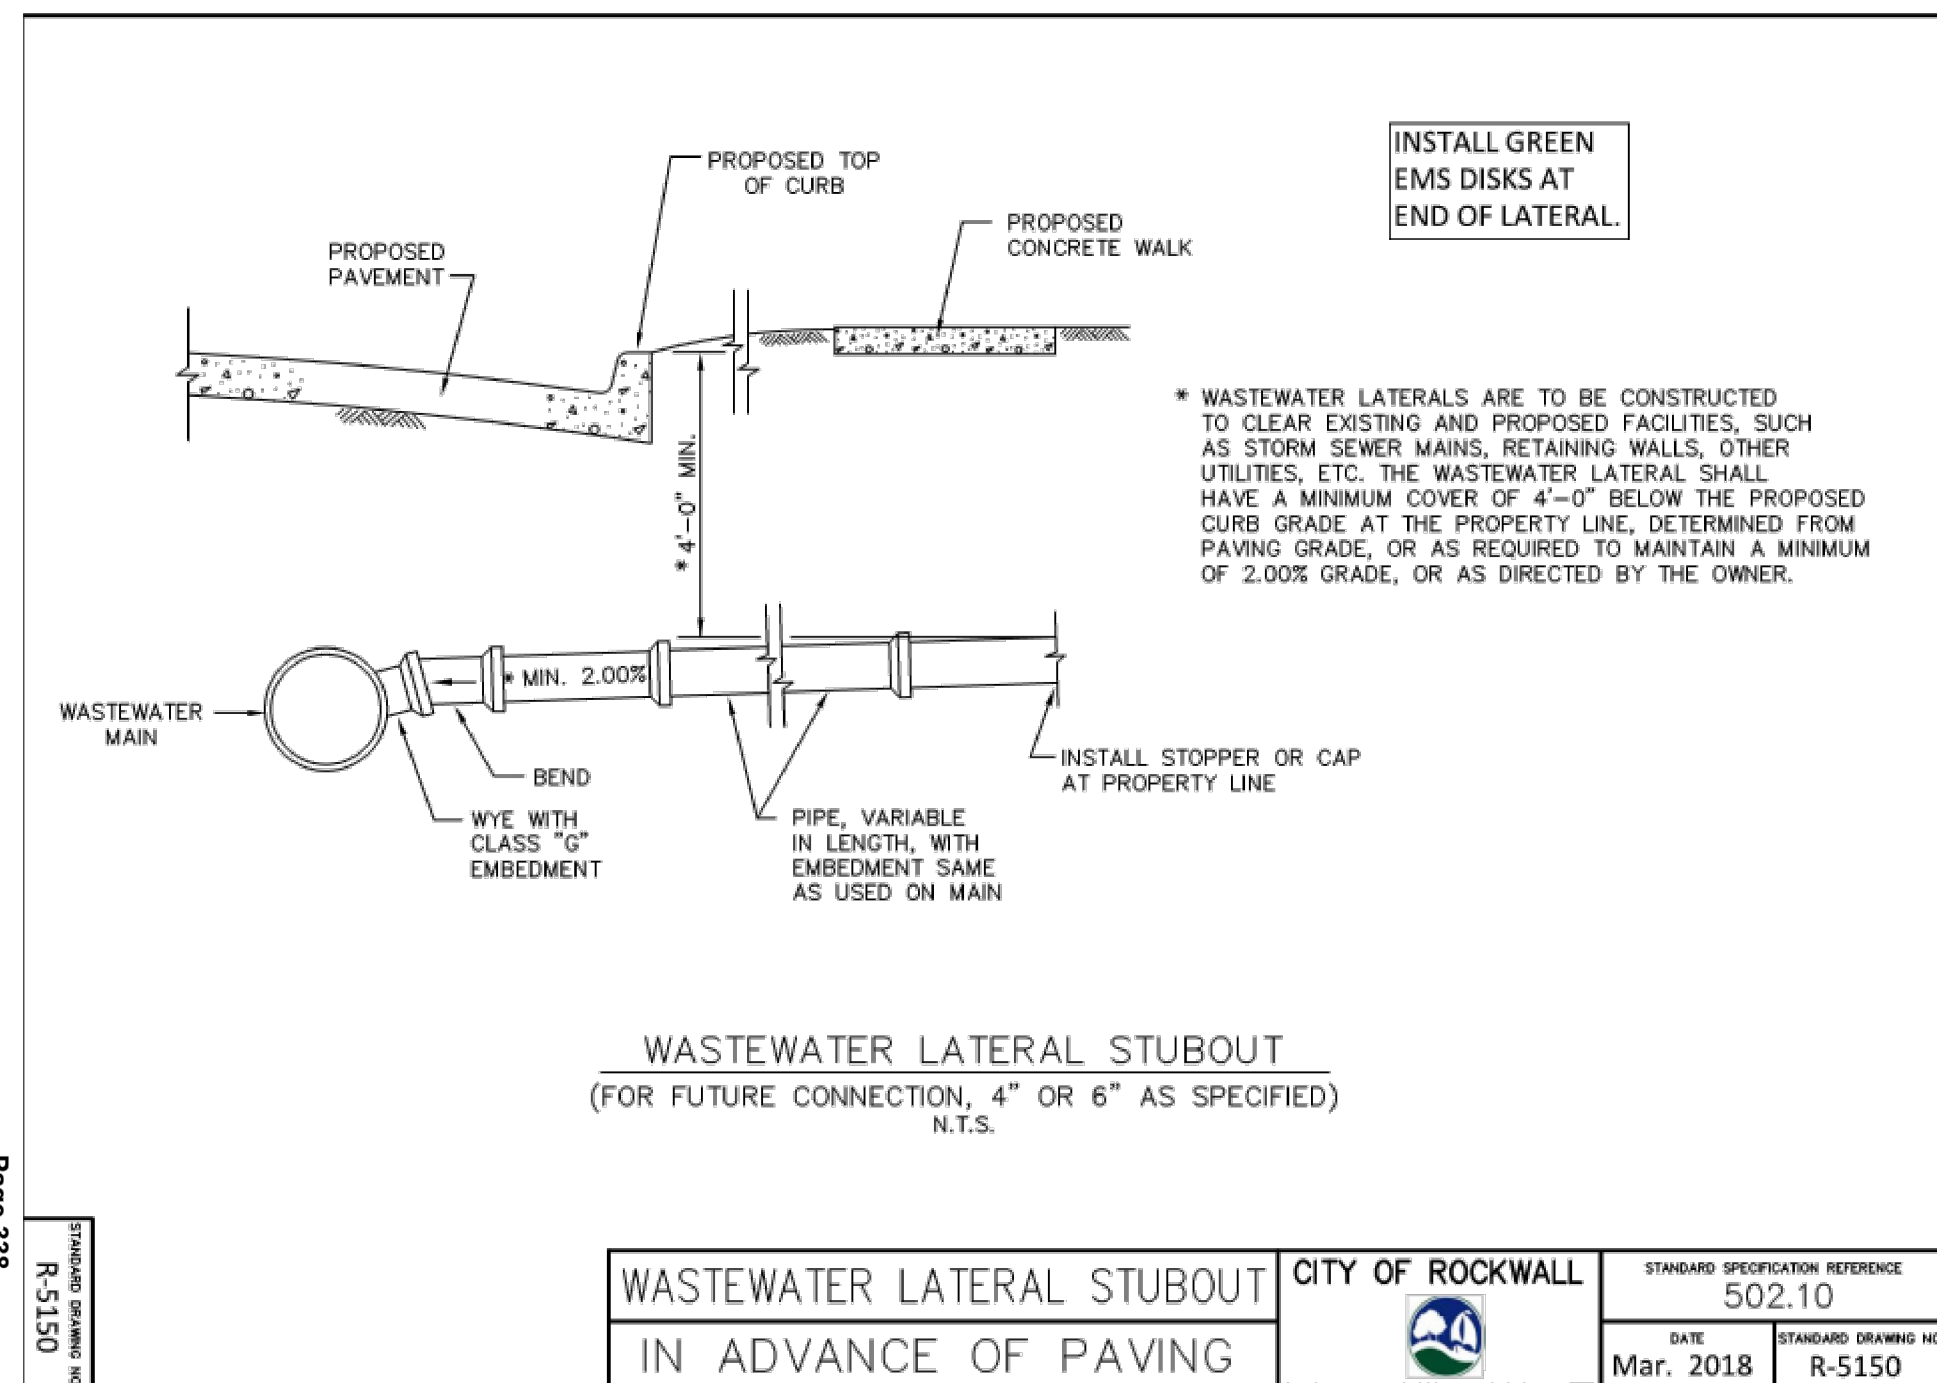 INSTALL GREEN
EMS DISKS AT
END OF LATERAL.
PROPOSED TOP
OF CURB
PROPOSED
CONCRETE WALK
PROPOSED
PAVEMENT
* 4'-0" MIN.
* WASTEWATER LATERALS ARE TO BE CONSTRUCTED
TO CLEAR EXISTING AND PROPOSED FACILITIES, SUCH
AS STORM SEWER MAINS, RETAINING WALLS, OTHER
UTILITIES, ETC. THE WASTEWATER LATERAL SHALL
HAVE A MINIMUM COVER OF 4'-0" BELOW THE PROPOSED
CURB GRADE AT THE PROPERTY LINE, DETERMINED FROM
PAVING GRADE, OR AS REQUIRED TO MAINTAIN A MINIMUM
OF 2.00% GRADE, OR AS DIRECTED BY THE OWNER.
* MIN. 2.00%
WASTEWATER
MAIN
BEND
WYE WITH
CLASS "G"
EMBEDMENT
PIPE, VARIABLE
IN LENGTH, WITH
EMBEDMENT SAME
AS USED ON MAIN
INSTALL STOPPER OR CAP
AT PROPERTY LINE
WASTEWATER LATERAL STUBOUT
(FOR FUTURE CONNECTION, 4" OR 6" AS SPECIFIED)
N.T.S.
STANDARD DRAWING NO
R-5150
WASTEWATER LATERAL STUBOUT
IN ADVANCE OF PAVING
CITY OF ROCKWALL
STANDARD SPECIFICATION REFERENCE
502.10
DATE
Mar. 2018
STANDARD DRAWING NO
R-5150